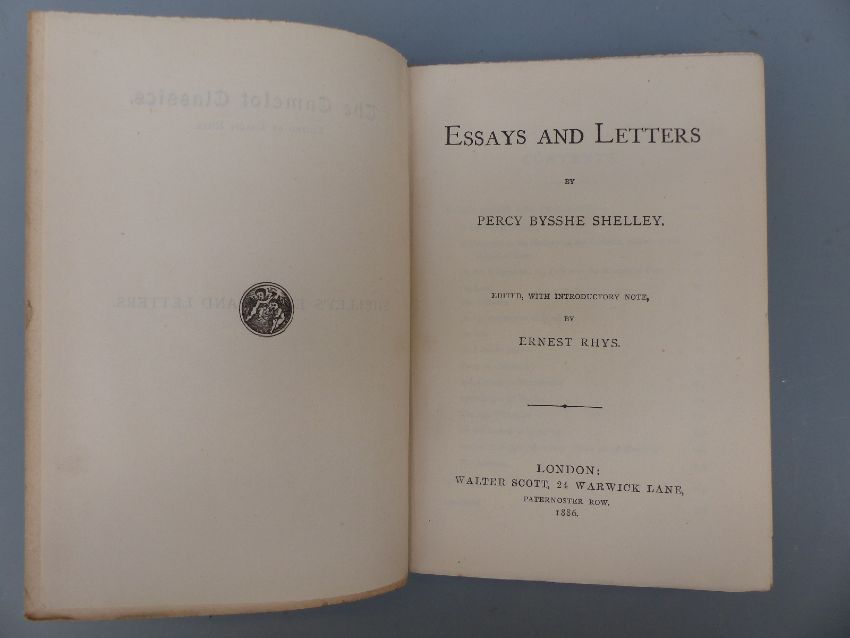 ESSAYS AND LETTERS
BY
PERCY BYSSHE SHELLEY.
EDITED, WITH INTRODUCTORY NOTE,
BY
ERNEST RHYS.
LONDON:
WALTER SCOTT, 24 WARWICK LANE,
PATERNOSTER ROW.
1886.